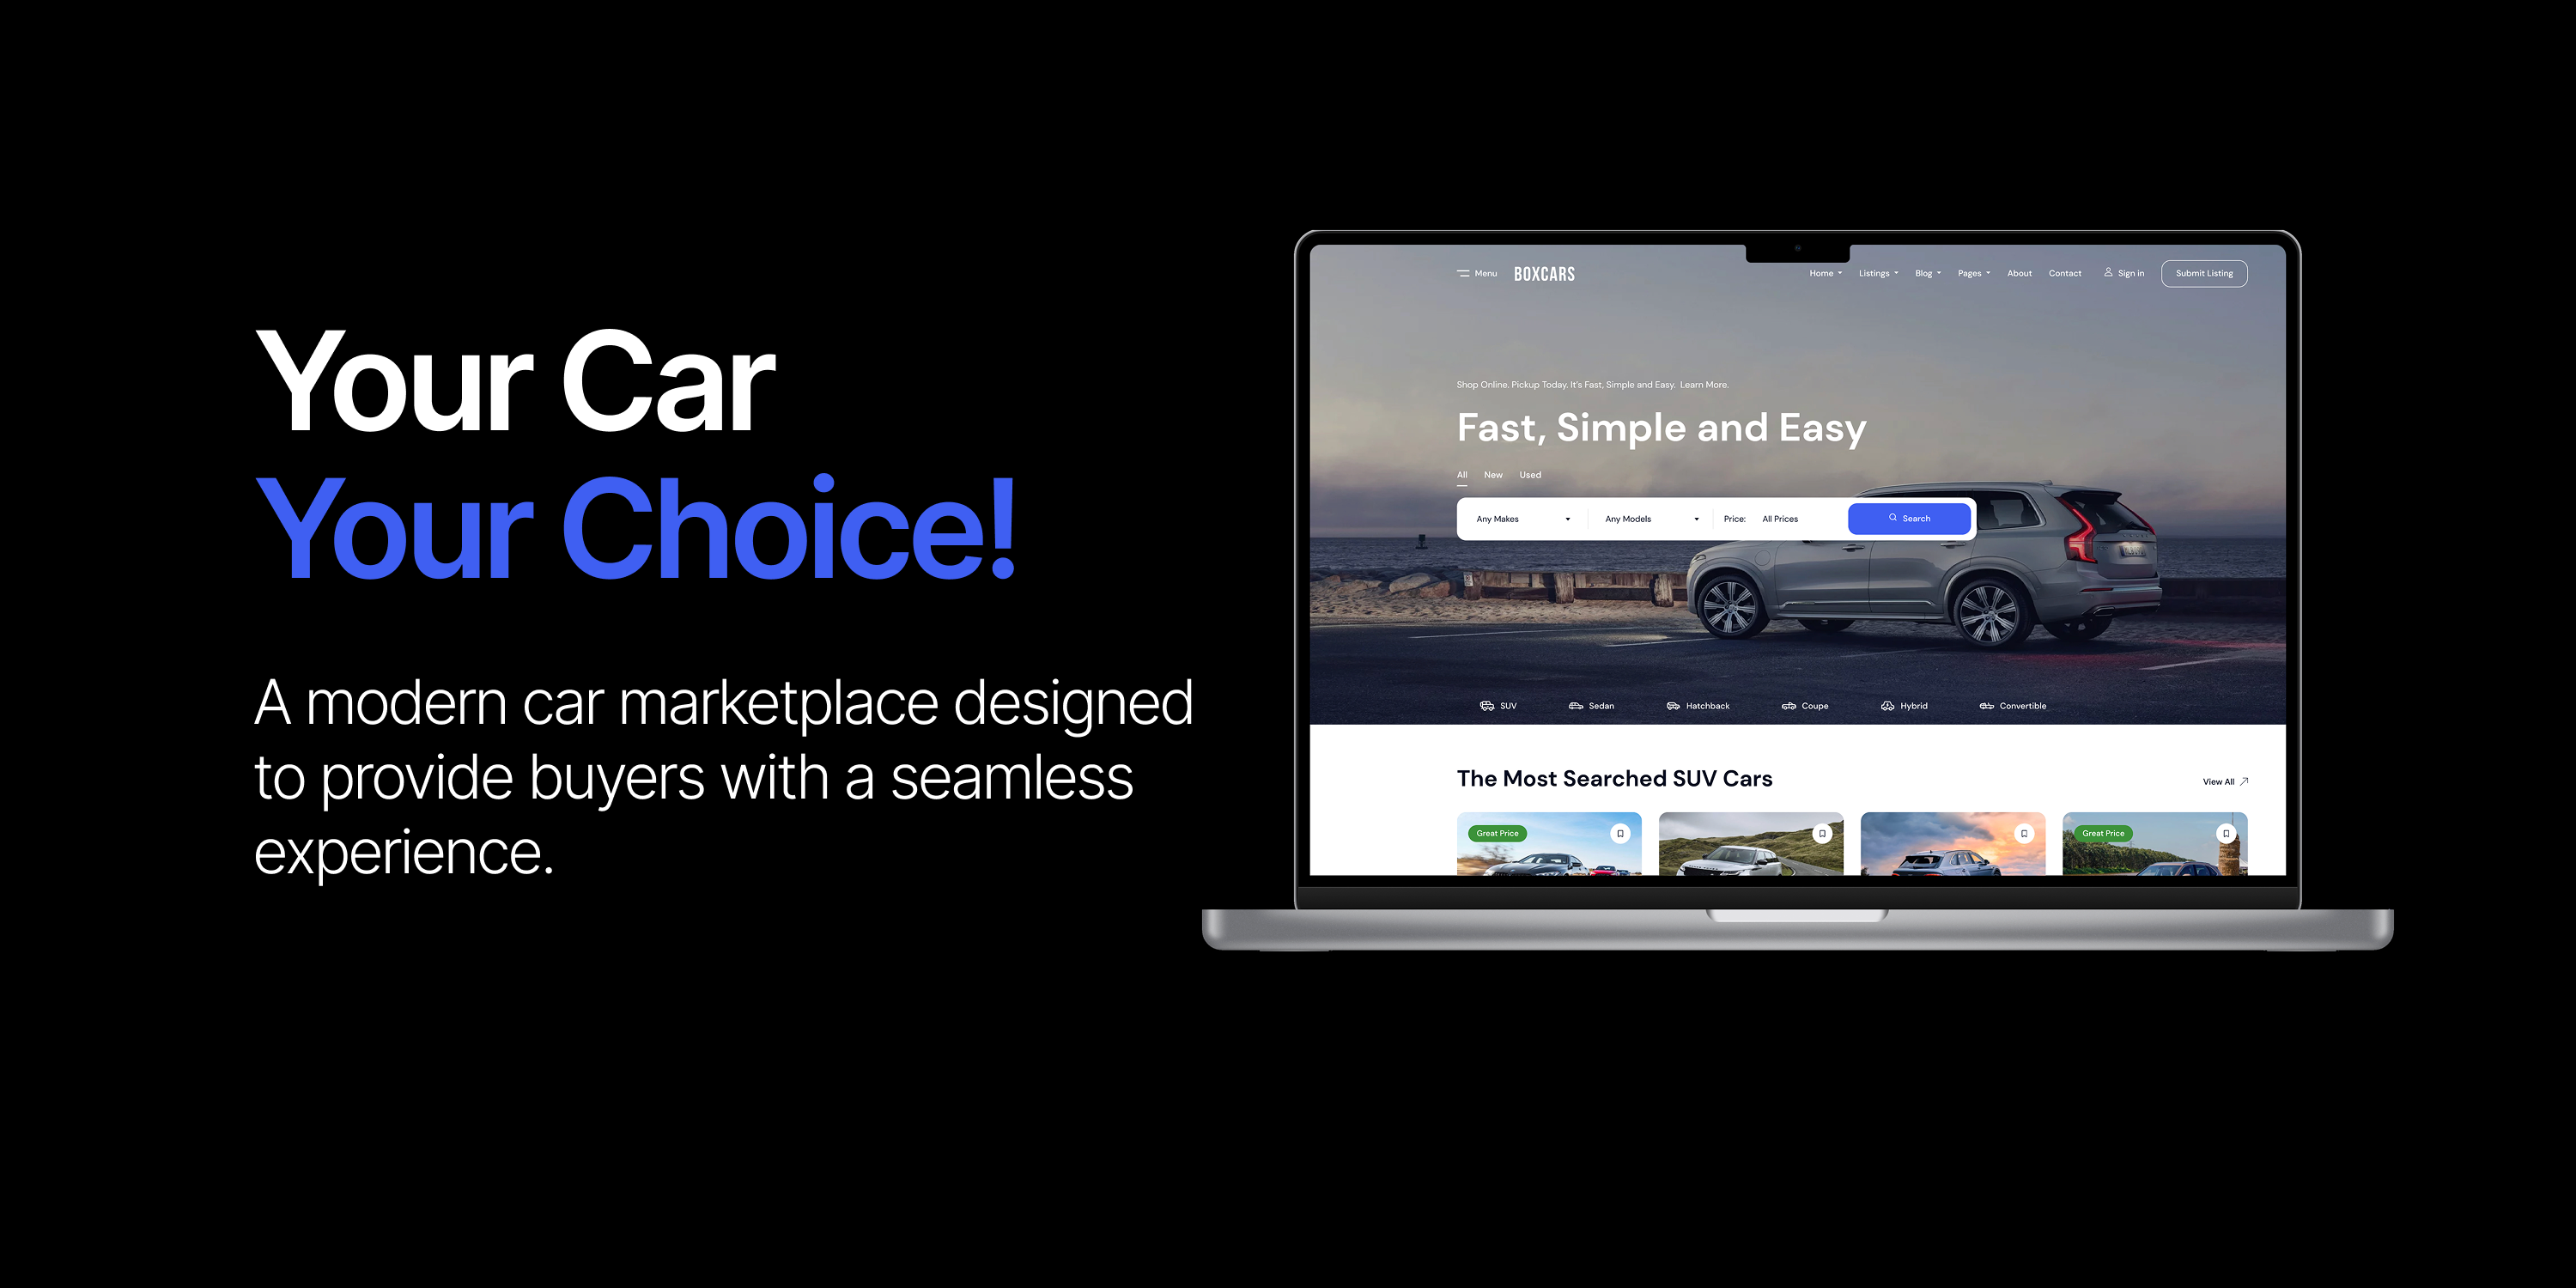 Your Car
Your Choice!
A modern car marketplace designed
to provide buyers with a seamless
experience.
Menu BOXCARS Home Listings Blog Pages About Contact Sign in Submit Listing
Shop Online. Pickup Today. It's Fast, Simple and Easy. Learn More.
Fast, Simple and Easy
All New Used
Any Makes Any Models Price: All Prices Search
SUV Sedan Hatchback Coupe Hybrid Convertible
The Most Searched SUV Cars View All
Great Price Great Price